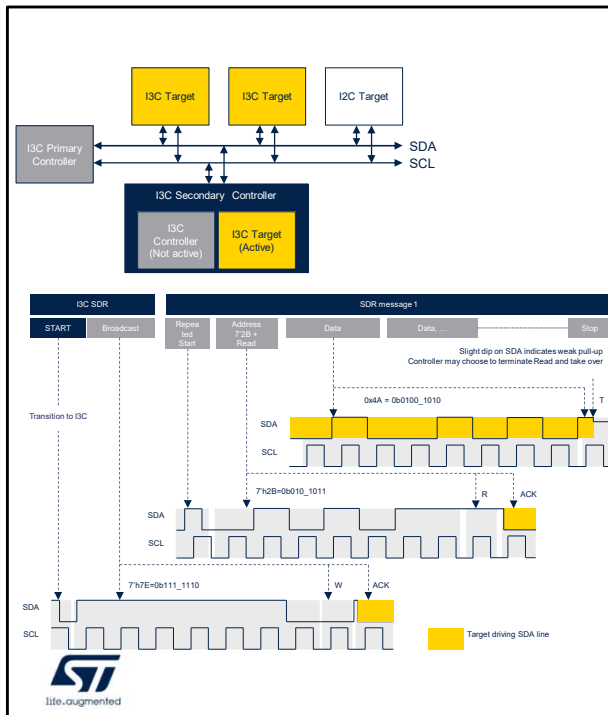 I3C Target
I3C Target
I2C Target
I3C Primary
Controller
SDA
SCL
I3C Secondary Controller
I3C
Controller
(Not active)
I3C Target
(Active)
I3C SDR
SDR message 1
START
Broadcast
Repea
ted
Start
Address
7'2B +
Read
Data
Data, ...
Stop
Slight dip on SDA indicates weak pull-up
Controller may choose to terminate Read and take over
Transition to I3C
0x4A = 0b0100_1010
T
SDA
SCL
7'h2B=0b010_1011
R
ACK
SDA
SCL
7'h7E=0b111_1110
W
ACK
SDA
SCL
Target driving SDA line
ST
life.augmented